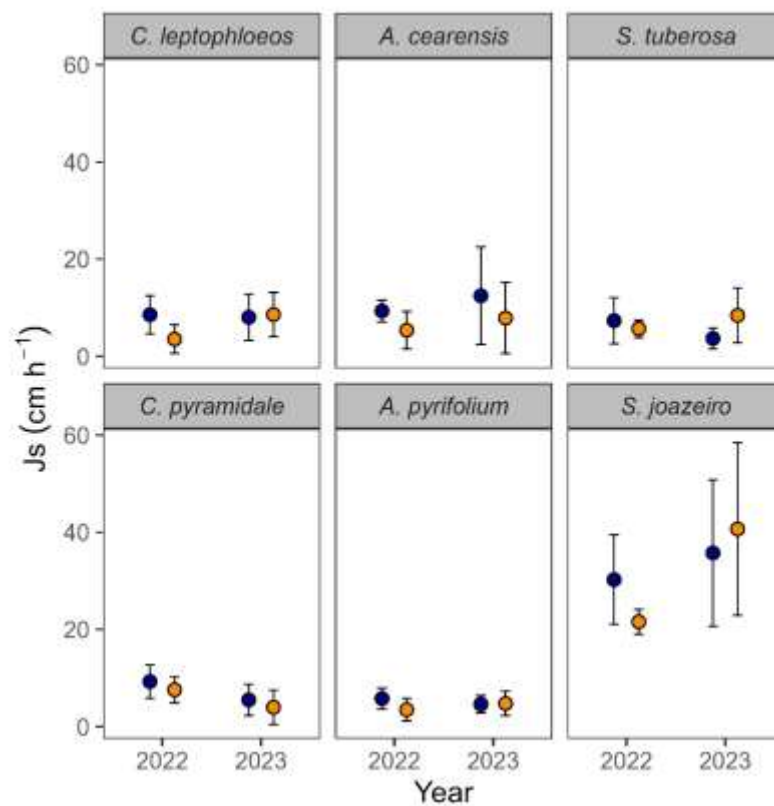 C. leptophloeos
A. cearensis
S. tuberosa
60
40
20
0
C. pyramidale
A. pyrifolium
S. joazeiro
60
40
20
0
Js (cm h⁻¹)
2022 2023
2022 2023
2022 2023
Year